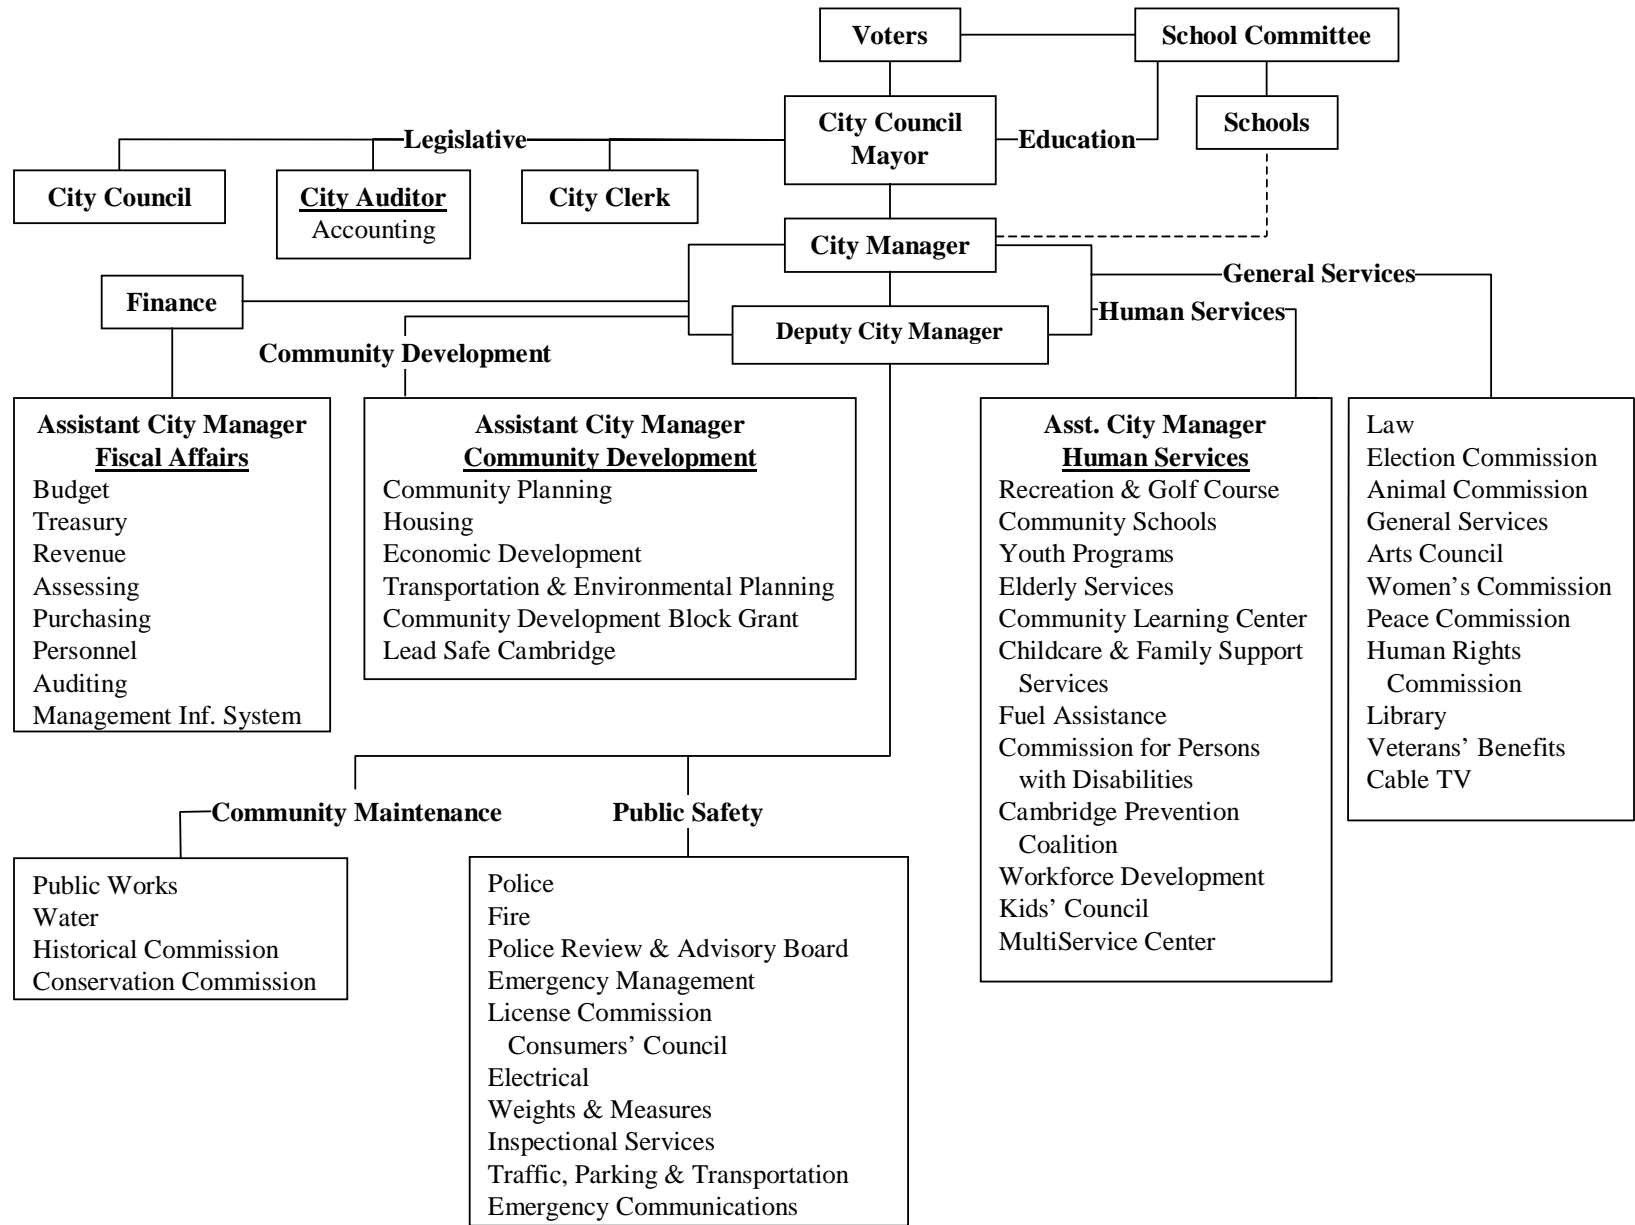 Voters
School Committee
City Council
Mayor
Schools
Legislative
Education
City Council
City Auditor
Accounting
City Clerk
City Manager
General Services
Finance
Human Services
Deputy City Manager
Community Development
Assistant City Manager
Fiscal Affairs
Budget
Treasury
Revenue
Assessing
Purchasing
Personnel
Auditing
Management Inf. System
Assistant City Manager
Community Development
Community Planning
Housing
Economic Development
Transportation & Environmental Planning
Community Development Block Grant
Lead Safe Cambridge
Asst. City Manager
Human Services
Recreation & Golf Course
Community Schools
Youth Programs
Elderly Services
Community Learning Center
Childcare & Family Support
Services
Fuel Assistance
Commission for Persons
with Disabilities
Cambridge Prevention
Coalition
Workforce Development
Kids’ Council
MultiService Center
Law
Election Commission
Animal Commission
General Services
Arts Council
Women’s Commission
Peace Commission
Human Rights
Commission
Library
Veterans’ Benefits
Cable TV
Community Maintenance
Public Safety
Public Works
Water
Historical Commission
Conservation Commission
Police
Fire
Police Review & Advisory Board
Emergency Management
License Commission
Consumers’ Council
Electrical
Weights & Measures
Inspectional Services
Traffic, Parking & Transportation
Emergency Communications